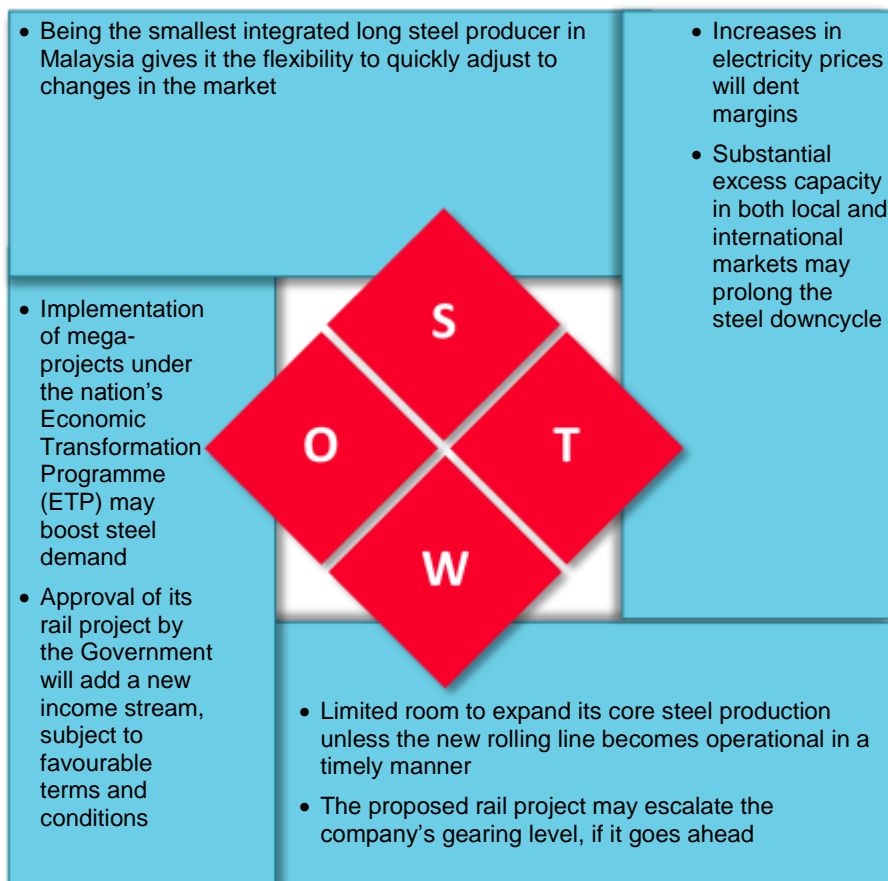 • Being the smallest integrated long steel producer in
Malaysia gives it the flexibility to quickly adjust to
changes in the market
• Increases in
electricity prices
will dent
margins
• Substantial
excess capacity
in both local and
international
markets may
prolong the
steel downcycle
S
O
T
W
• Implementation
of mega-
projects under
the nation’s
Economic
Transformation
Programme
(ETP) may
boost steel
demand
• Approval of its
rail project by
the Government
will add a new
income stream,
subject to
favourable
terms and
conditions
• Limited room to expand its core steel production
unless the new rolling line becomes operational in a
timely manner
• The proposed rail project may escalate the
company’s gearing level, if it goes ahead